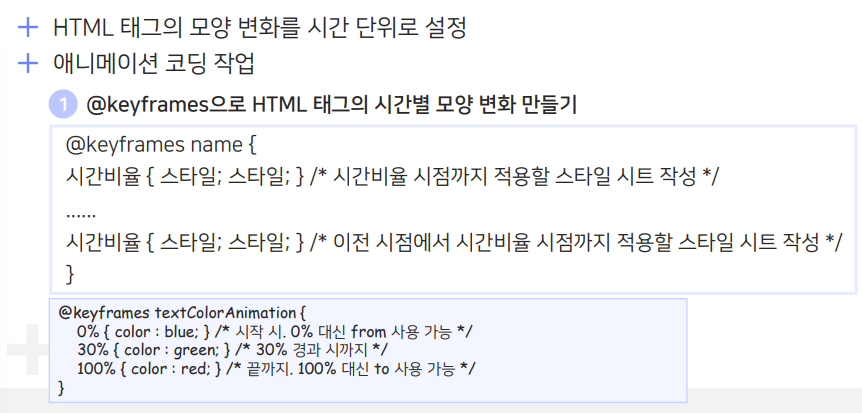 HTML 태그의 모양 변화를 시간 단위로 설정
애니메이션 코딩 작업
1 @keyframes으로 HTML 태그의 시간별 모양 변화 만들기
@keyframes name {
시간비율 { 스타일; 스타일; } /* 시간비율 시점까지 적용할 스타일 시트 작성 */
......
시간비율 { 스타일; 스타일; } /* 이전 시점에서 시간비율 시점까지 적용할 스타일 시트 작성 */
}
@keyframes textColorAnimation {
0% { color : blue; } /* 시작 시. 0% 대신 from 사용 가능 */
30% { color : green; } /* 30% 경과 시까지 */
100% { color : red; } /* 끝까지. 100% 대신 to 사용 가능 */
}